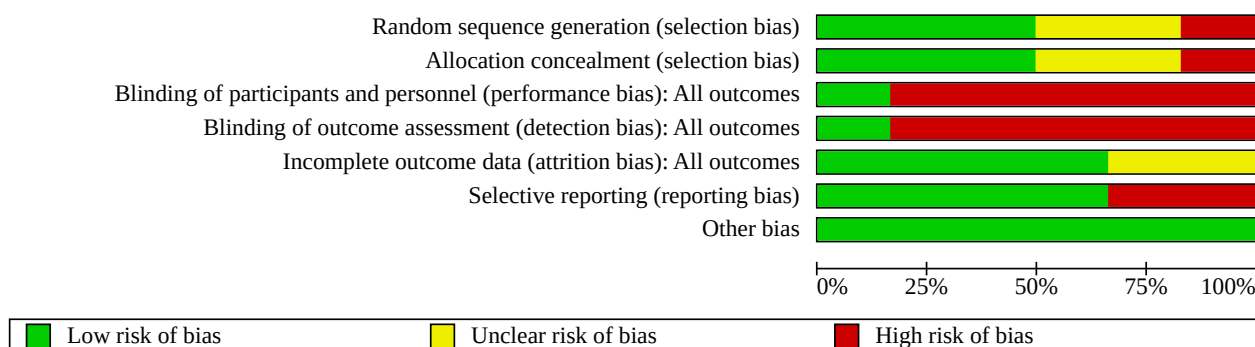 Random sequence generation (selection bias)
Allocation concealment (selection bias)
Blinding of participants and personnel (performance bias): All outcomes
Blinding of outcome assessment (detection bias): All outcomes
Incomplete outcome data (attrition bias): All outcomes
Selective reporting (reporting bias)
Other bias
0% 25% 50% 75% 100%
Low risk of bias Unclear risk of bias High risk of bias